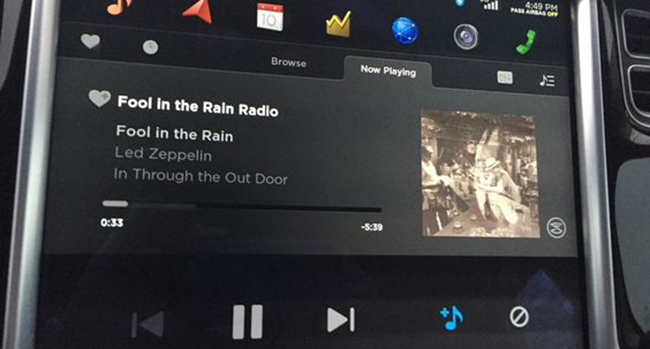 4:49 PM
PASS AIRBAG OFF
10
Browse
Now Playing
Fool in the Rain Radio
Fool in the Rain
Led Zeppelin
In Through the Out Door
0:33
-5:39